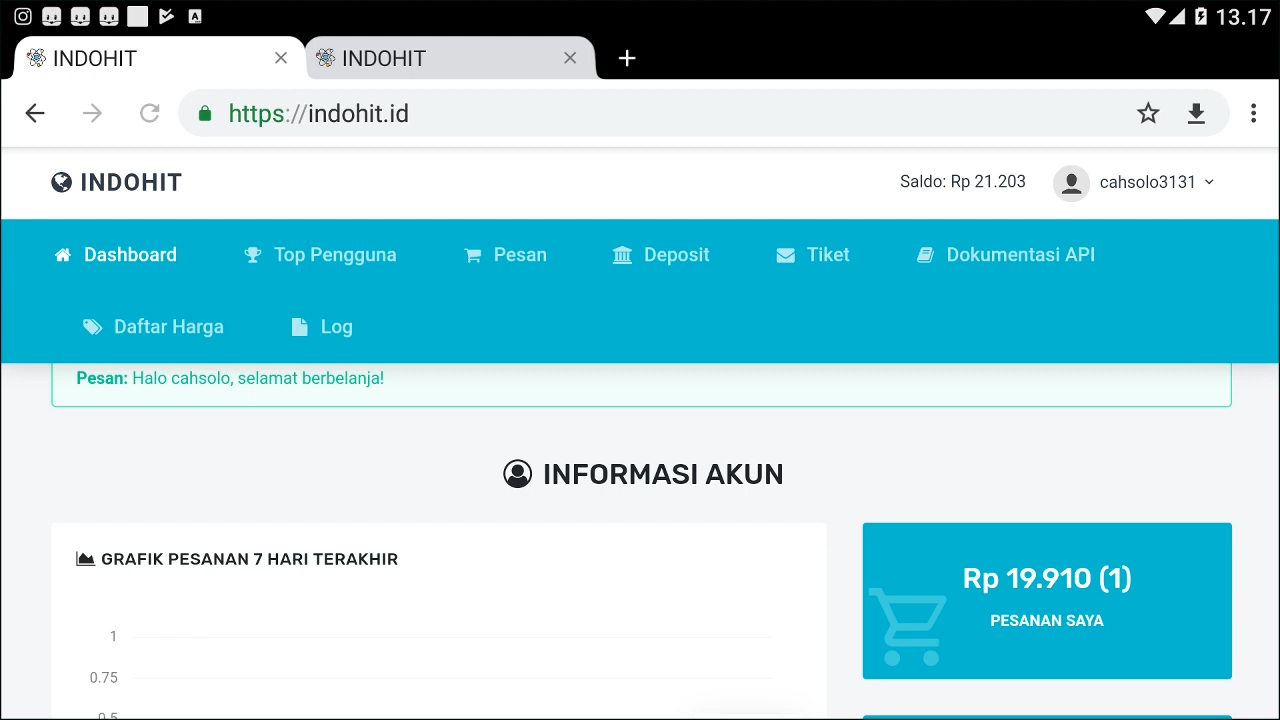 13.17
INDOHIT
INDOHIT
https://indohit.id
INDOHIT
Saldo: Rp 21.203
cahsolo3131
Dashboard
Top Pengguna
Pesan
Deposit
Tiket
Dokumentasi API
Daftar Harga
Log
Pesan: Halo cahsolo, selamat berbelanja!
INFORMASI AKUN
GRAFIK PESANAN 7 HARI TERAKHIR
1
0.75
0.5
Rp 19.910 (1)
PESANAN SAYA